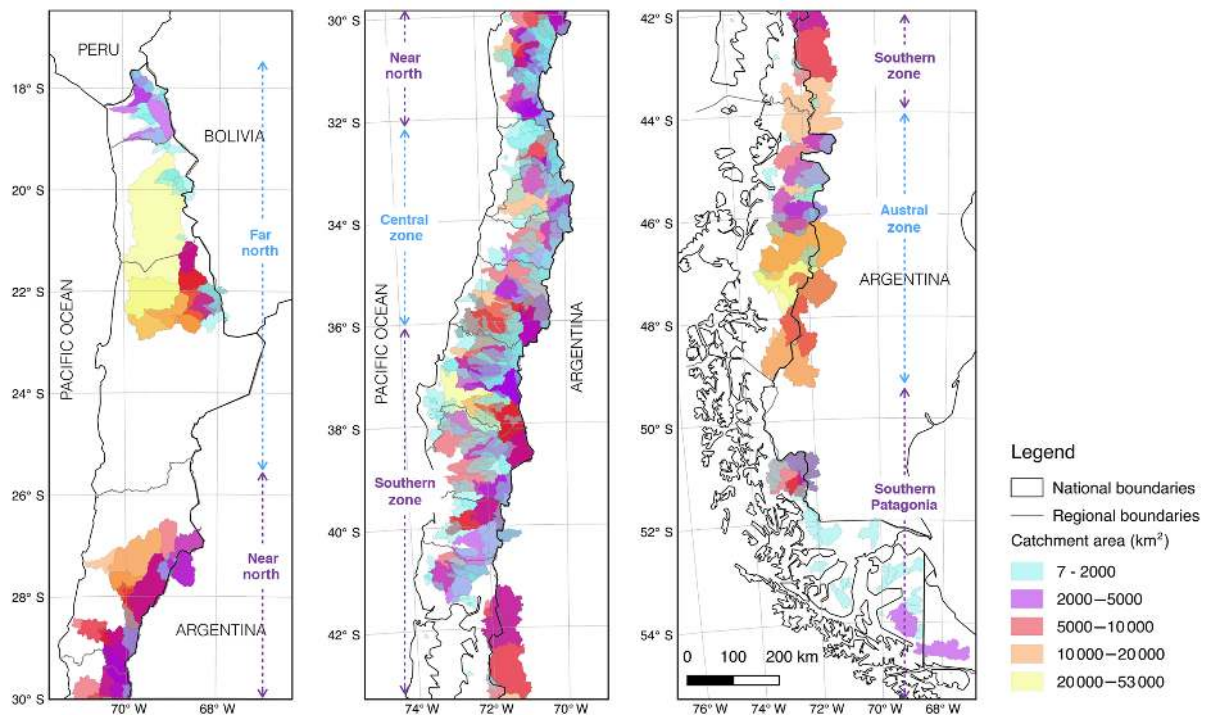 PERU
BOLIVIA
PACIFIC OCEAN
ARGENTINA
Far
north
Near
north
18° S
20° S
22° S
24° S
26° S
28° S
30° S
70° W
68° W
30° S
32° S
34° S
36° S
38° S
40° S
42° S
Near
north
Central
zone
Southern
zone
PACIFIC OCEAN
ARGENTINA
74° W
72° W
70° W
42° S
44° S
46° S
48° S
50° S
52° S
54° S
Southern
zone
Austral
zone
ARGENTINA
Southern
Patagonia
0 100 200 km
76° W
74° W
72° W
70° W
68° W
Legend
National boundaries
Regional boundaries
Catchment area (km²)
7 - 2000
2000–5000
5000–10 000
10 000–20 000
20 000–53 000